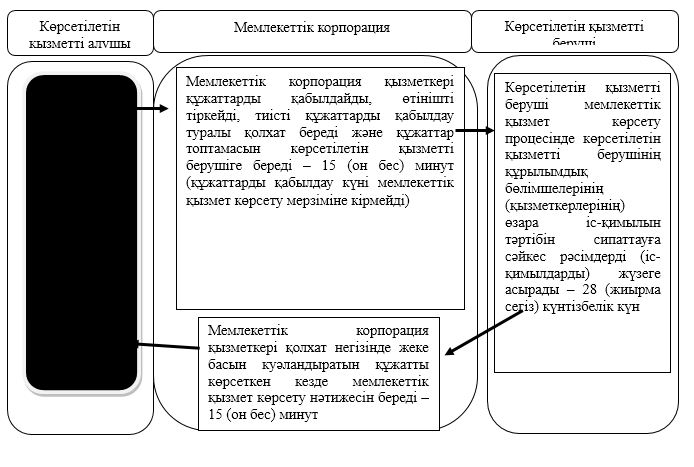 Көрсетілетін
қызметті алушы
Мемлекеттік корпорация
Көрсетілетін қызметті
беруші
Мемлекеттік корпорация қызметкері
құжаттарды қабылдайды, өтінішті
тіркейді, тиісті құжаттарды қабылдау
туралы қолхат береді және құжаттар
топтамасын көрсетілетін қызметті
берушіге береді – 15 (он бес) минут
(құжаттарды қабылдау күні мемлекеттік
қызмет көрсету мерзіміне кірмейді)
Көрсетілетін қызметті
беруші мемлекеттік
қызмет көрсету
процесінде көрсетілетін
қызметті берушінің
құрылымдық
бөлімшелерінің
(қызметкерлерінің)
өзара іс-қимылын
тәртібін сипаттауға
сәйкес рәсімдерді (іс-
қимылдарды) жүзеге
асырады – 28 (жиырма
сегіз) күнтізбелік күн
Мемлекеттік корпорация
қызметкері қолхат негізінде жеке
басын куәландыратын құжатты
көрсеткен кезде мемлекеттік
қызмет көрсету нәтижесін береді –
15 (он бес) минут